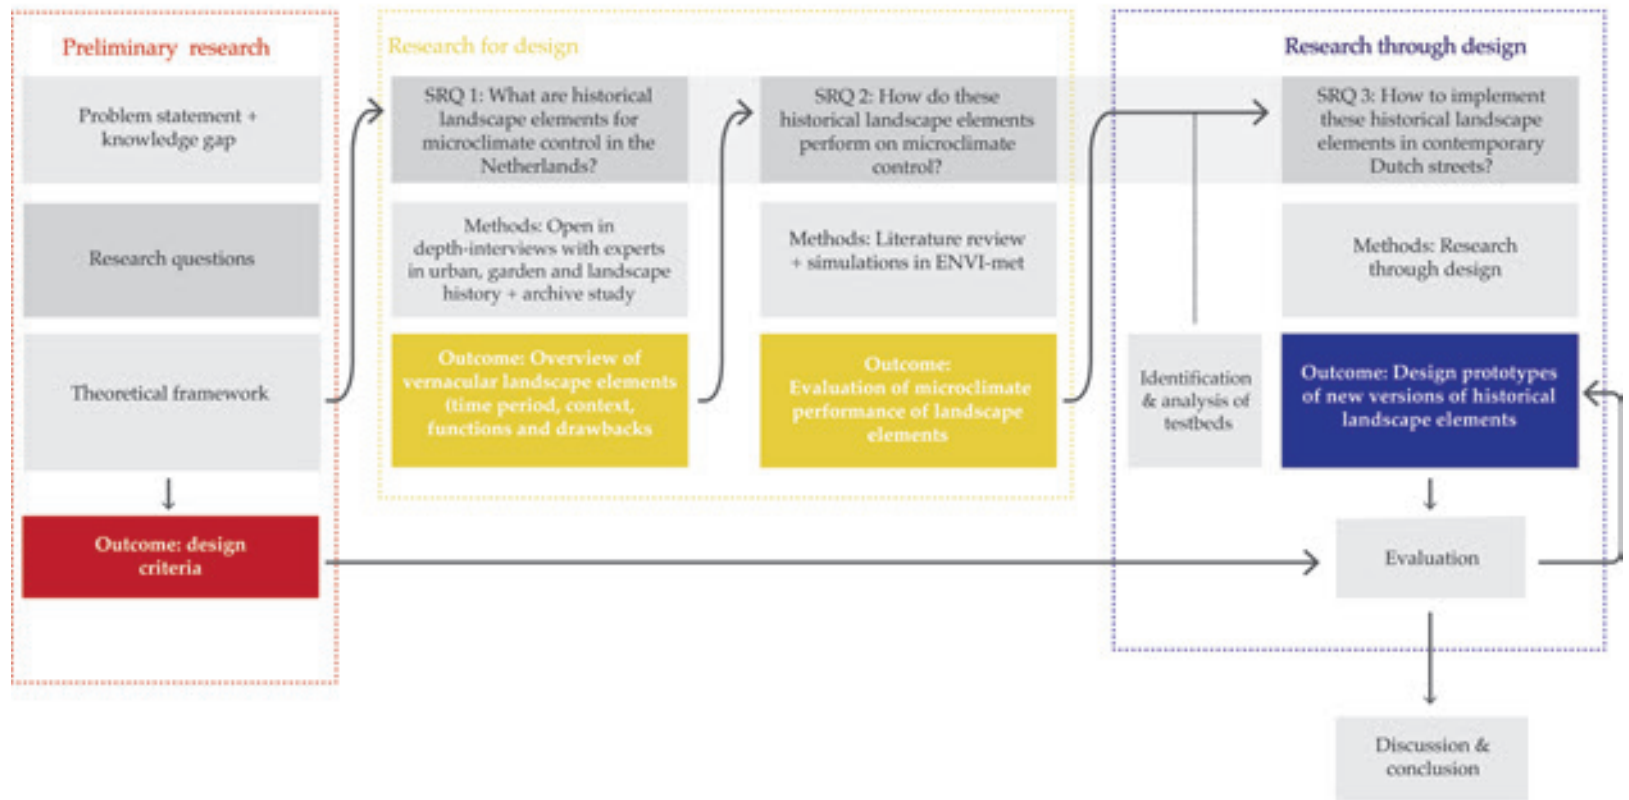 Preliminary research
Problem statement +
knowledge gap
Research questions
Theoretical framework
Outcome: design
criteria
Research for design
SRQ 1: What are historical
landscape elements for
microclimate control in the
Netherlands?
Methods: Open in
depth-interviews with experts
in urban, garden and landscape
history + archive study
Outcome: Overview of
vernacular landscape elements
(time period, context,
functions and drawbacks
SRQ 2: How do these
historical landscape elements
perform on microclimate
control?
Methods: Literature review
+ simulations in ENVI-met
Outcome:
Evaluation of microclimate
performance of landscape
elements
Research through design
Identification
& analysis of
testbeds
SRQ 3: How to implement
these historical landscape
elements in contemporary
Dutch streets?
Methods: Research
through design
Outcome: Design prototypes
of new versions of historical
landscape elements
Evaluation
Discussion &
conclusion